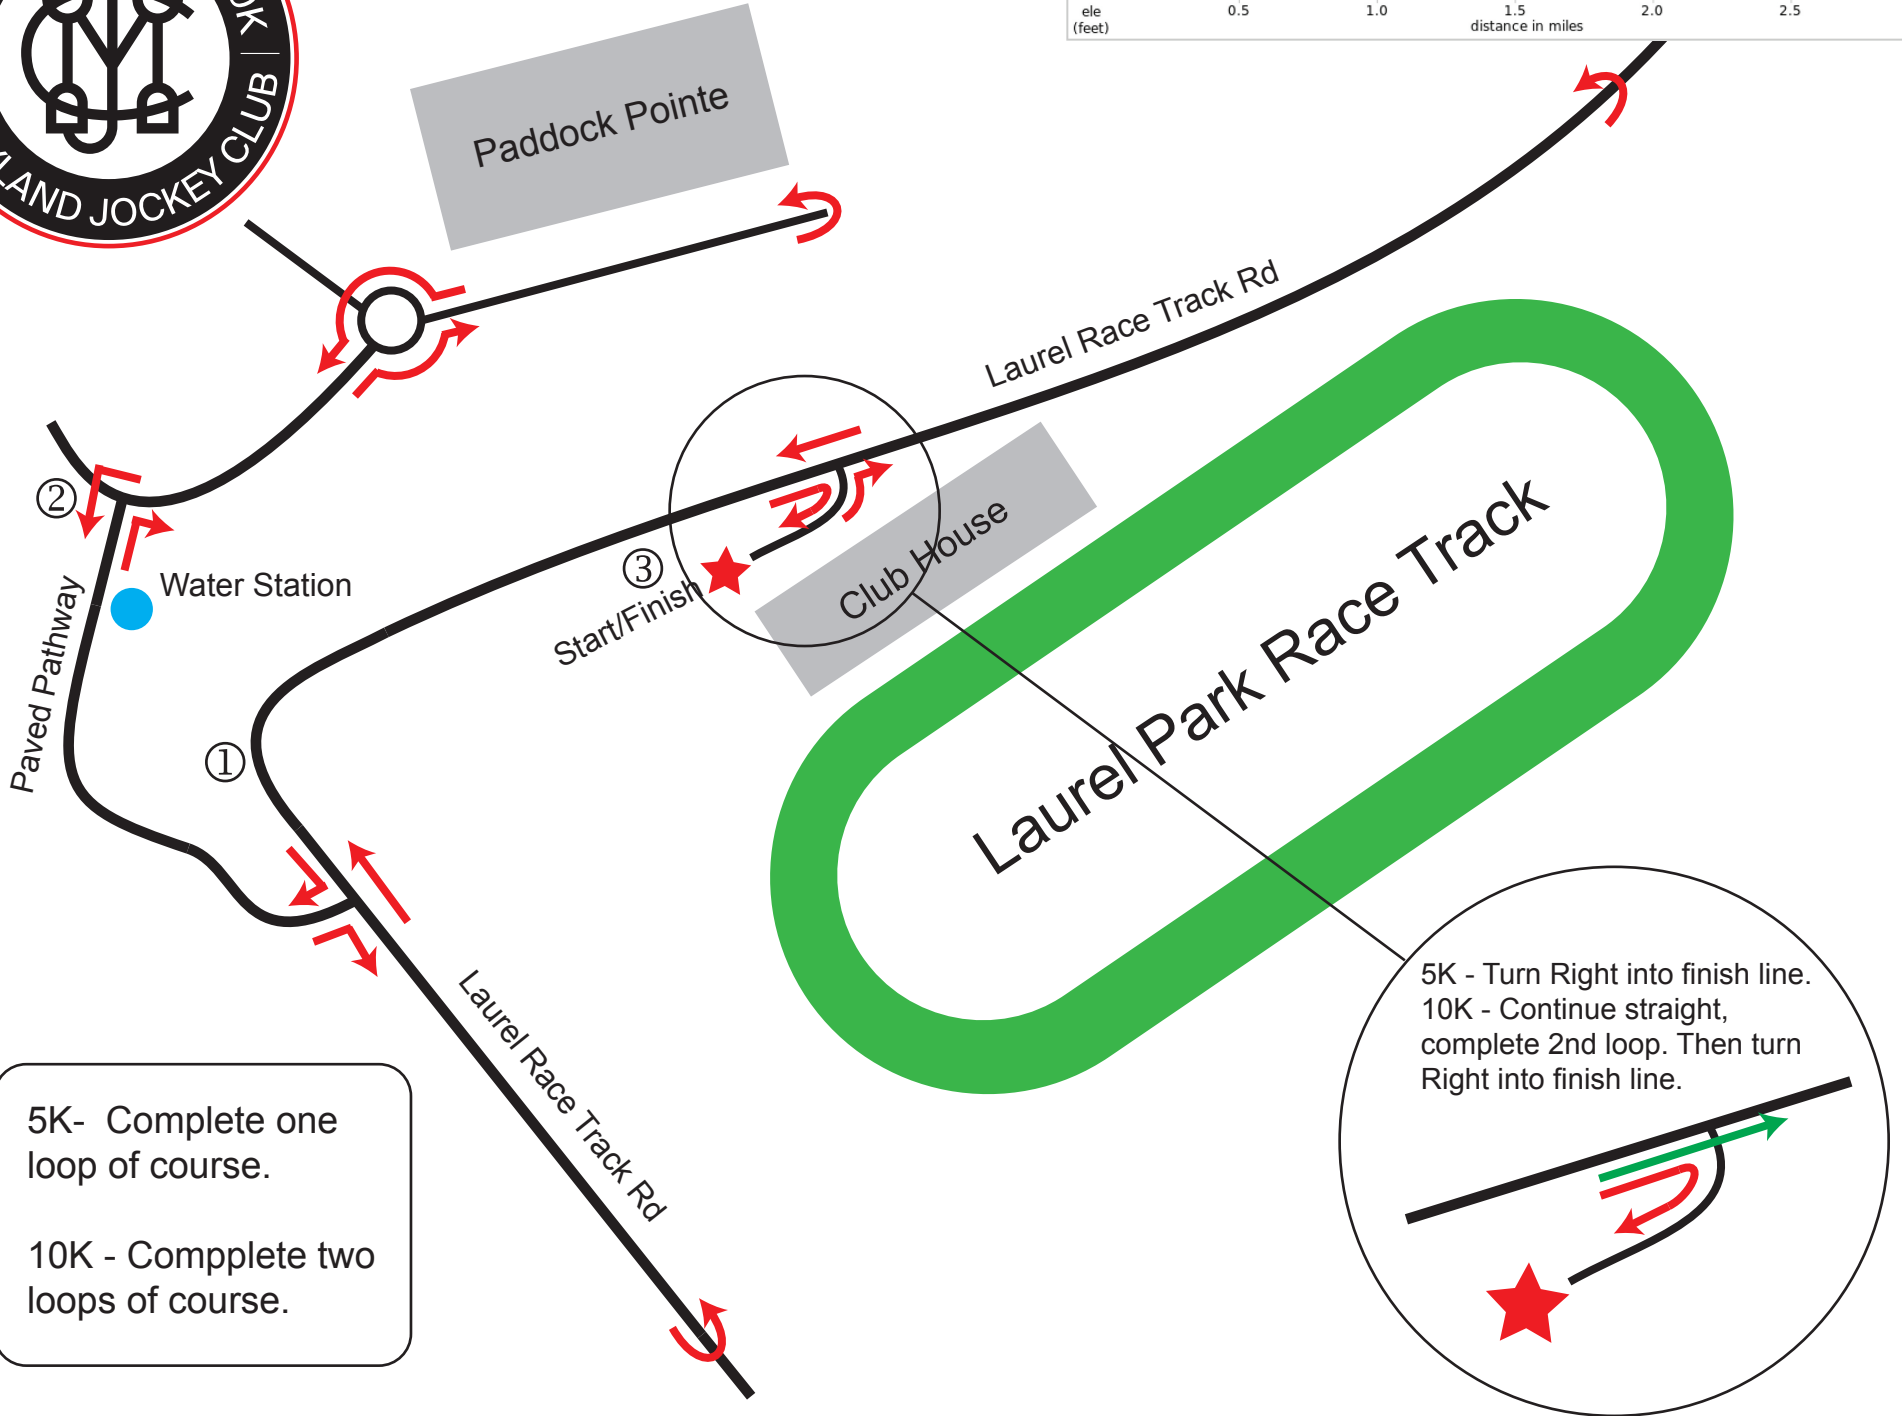 ele
(feet)
0.5
1.0
1.5
2.0
2.5
distance in miles
JOCKEY CLUB
Paddock Pointe
Laurel Race Track Rd
②
Water Station
③
Start/Finish
Club House
Paved Pathway
①
Laurel Park Race Track
Laurel Race Track Rd
5K - Turn Right into finish line.
10K - Continue straight,
complete 2nd loop. Then turn
Right into finish line.
5K-  Complete one
loop of course.
10K - Compplete two
loops of course.